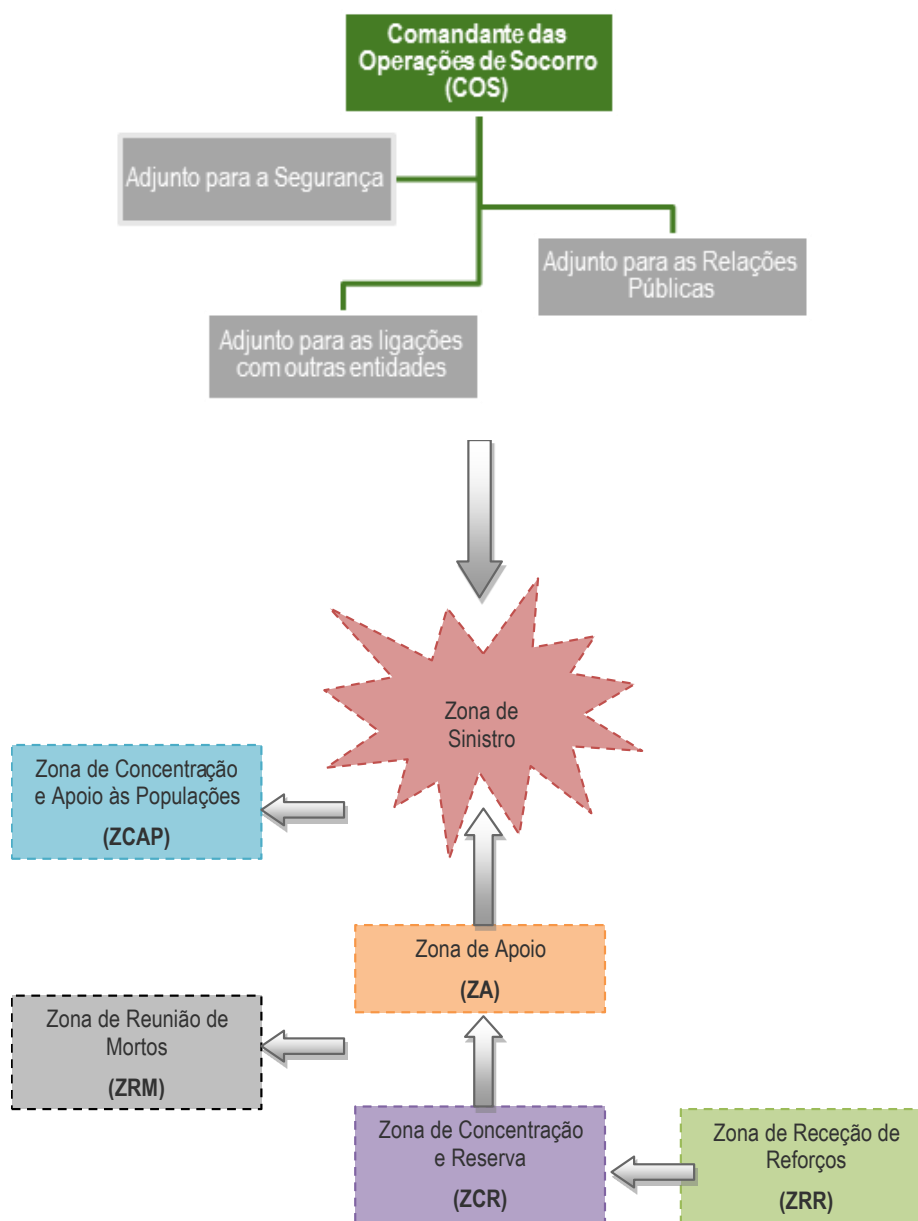 Comandante das
Operações de Socorro
(COS)
Adjunto para a Segurança
Adjunto para as Relações
Públicas
Adjunto para as ligações
com outras entidades
Zona de
Sinistro
Zona de Concentração
e Apoio às Populações
(ZCAP)
Zona de Apoio
(ZA)
Zona de Reunião de
Mortos
(ZRM)
Zona de Concentração
e Reserva
(ZCR)
Zona de Receção de
Reforços
(ZRR)